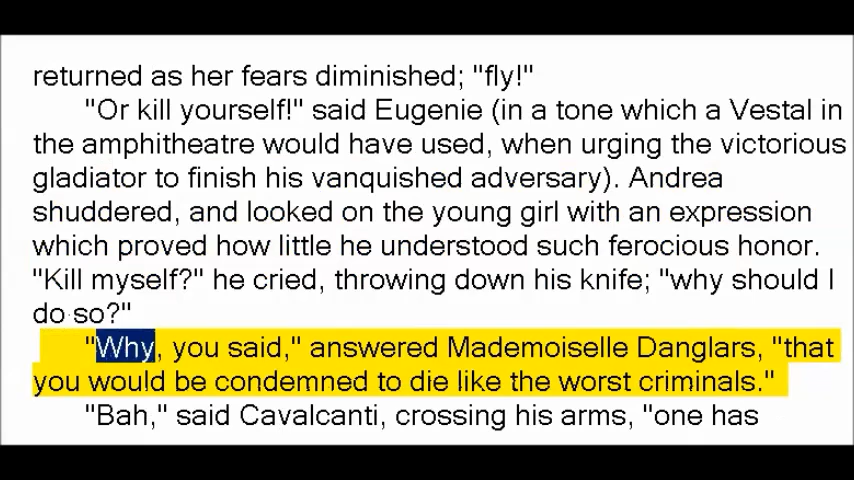 returned as her fears diminished; "fly!"
"Or kill yourself!" said Eugenie (in a tone which a Vestal in
the amphitheatre would have used, when urging the victorious
gladiator to finish his vanquished adversary). Andrea
shuddered, and looked on the young girl with an expression
which proved how little he understood such ferocious honor.
"Kill myself?" he cried, throwing down his knife; "why should I
do so?"
"Why, you said," answered Mademoiselle Danglars, "that
you would be condemned to die like the worst criminals."
"Bah," said Cavalcanti, crossing his arms, "one has